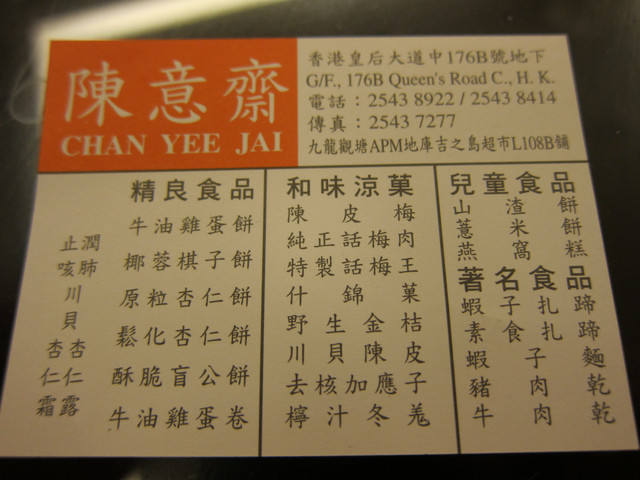 陳意齋
CHAN YEE JAI
香港皇后大道中176B號地下
G/F., 176B Queen's Road C., H. K.
電話：2543 8922 / 2543 8414
傳真：2543 7277
九龍觀塘APM地庫吉之島超市L108B舖
精良食品
牛油雞蛋餅
椰蓉棋子餅
原粒杏仁餅
鬆化杏仁餅
酥脆盲公餅
牛油雞蛋卷
潤肺
止咳
川貝
杏仁露
杏仁霜
和味涼菓
陳皮梅
純正話梅肉
特製話梅王
什錦菓
野生金桔
川貝陳皮
去核加應子
檸汁冬羗
兒童食品
山渣餅
薏米餅
燕窩糕
著名食品
蝦子扎蹄
素食扎蹄
蝦子麵
豬肉乾
牛肉乾